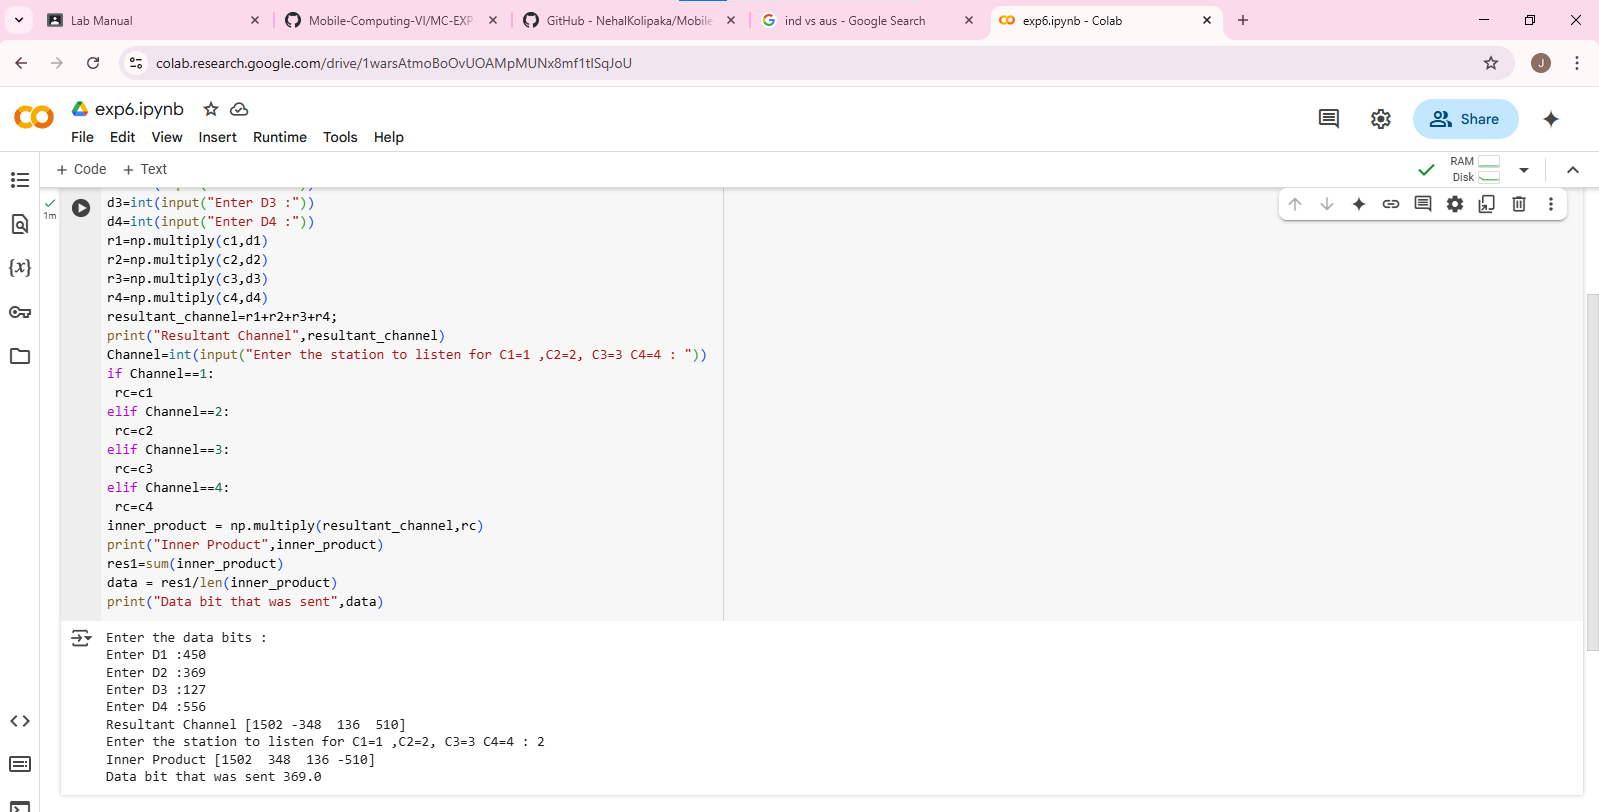 Lab Manual
Mobile-Computing-VI/MC-EXP
GitHub - NehalKolipaka/Mobile
ind vs aus - Google Search
exp6.ipynb - Colab
colab.research.google.com/drive/1warsAtmoBoOvUOAMpMUNx8mf1tISqJoU
J
exp6.ipynb
File Edit View Insert Runtime Tools Help
Share
+ Code + Text
RAM
Disk
1m
d3=int(input("Enter D3 :"))
d4=int(input("Enter D4 :"))
r1=np.multiply(c1,d1)
r2=np.multiply(c2,d2)
r3=np.multiply(c3,d3)
r4=np.multiply(c4,d4)
resultant_channel=r1+r2+r3+r4;
print("Resultant Channel",resultant_channel)
Channel=int(input("Enter the station to listen for C1=1 ,C2=2, C3=3 C4=4 : "))
if Channel==1:
 rc=c1
elif Channel==2:
 rc=c2
elif Channel==3:
 rc=c3
elif Channel==4:
 rc=c4
inner_product = np.multiply(resultant_channel,rc)
print("Inner Product",inner_product)
res1=sum(inner_product)
data = res1/len(inner_product)
print("Data bit that was sent",data)
Enter the data bits :
Enter D1 :450
Enter D2 :369
Enter D3 :127
Enter D4 :556
Resultant Channel [1502 -348  136  510]
Enter the station to listen for C1=1 ,C2=2, C3=3 C4=4 : 2
Inner Product [1502  348  136 -510]
Data bit that was sent 369.0